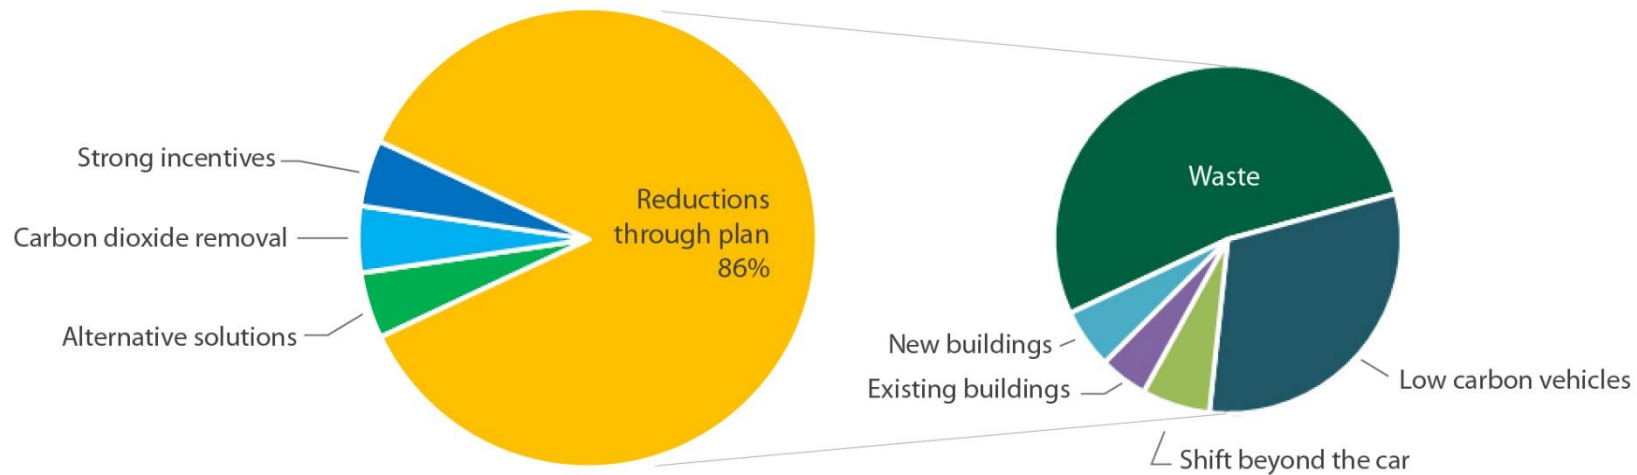 Strong incentives
Carbon dioxide removal
Alternative solutions
Reductions
through plan
86%
Waste
New buildings
Existing buildings
Shift beyond the car
Low carbon vehicles